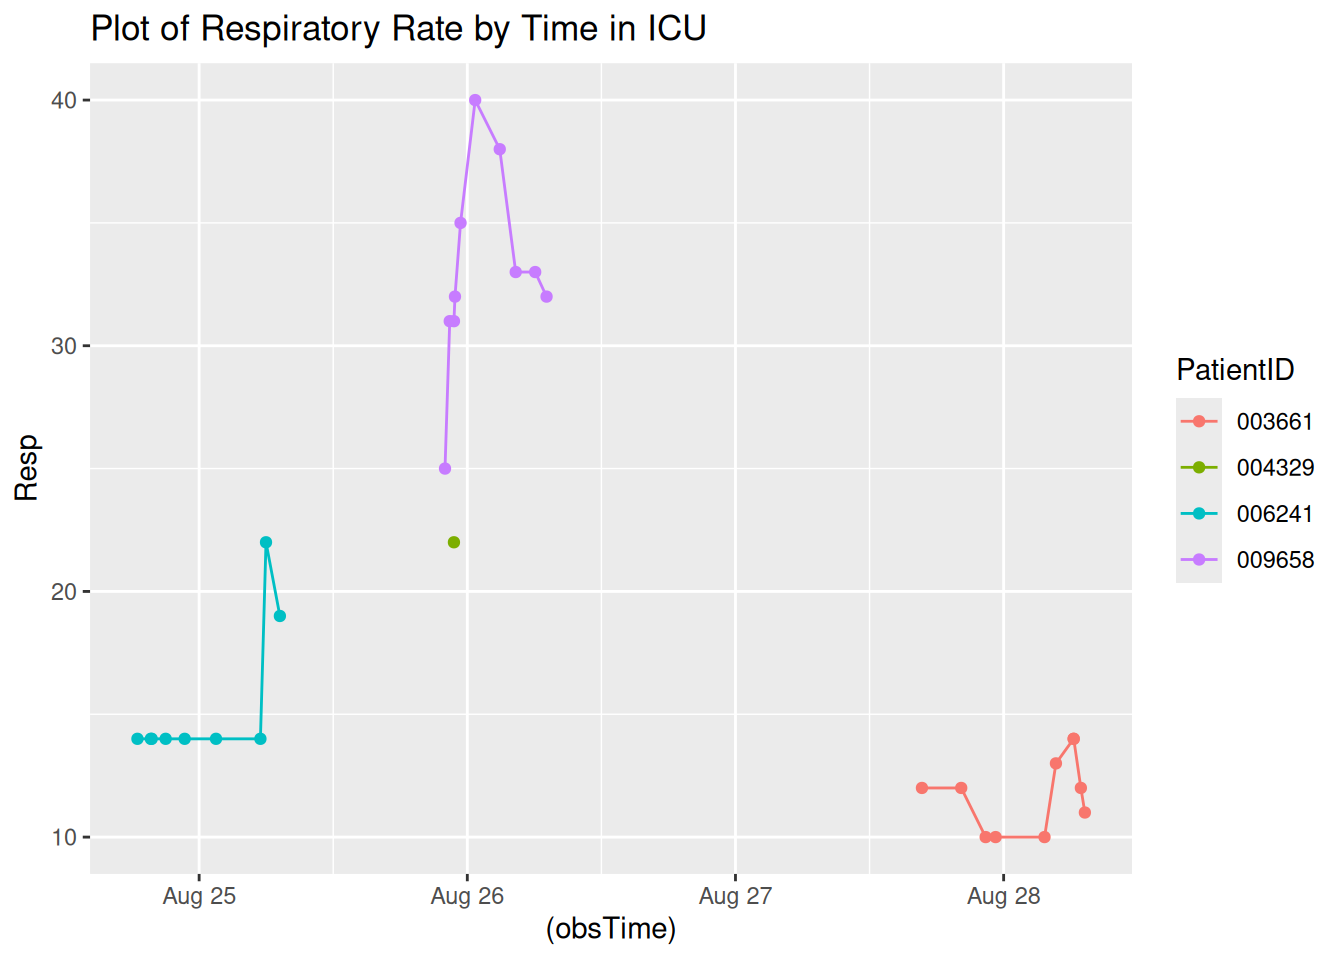 Plot of Respiratory Rate by Time in ICU
40
30
20
10
Resp
Aug 25
Aug 26
Aug 27
Aug 28
(obsTime)
PatientID
003661
004329
006241
009658